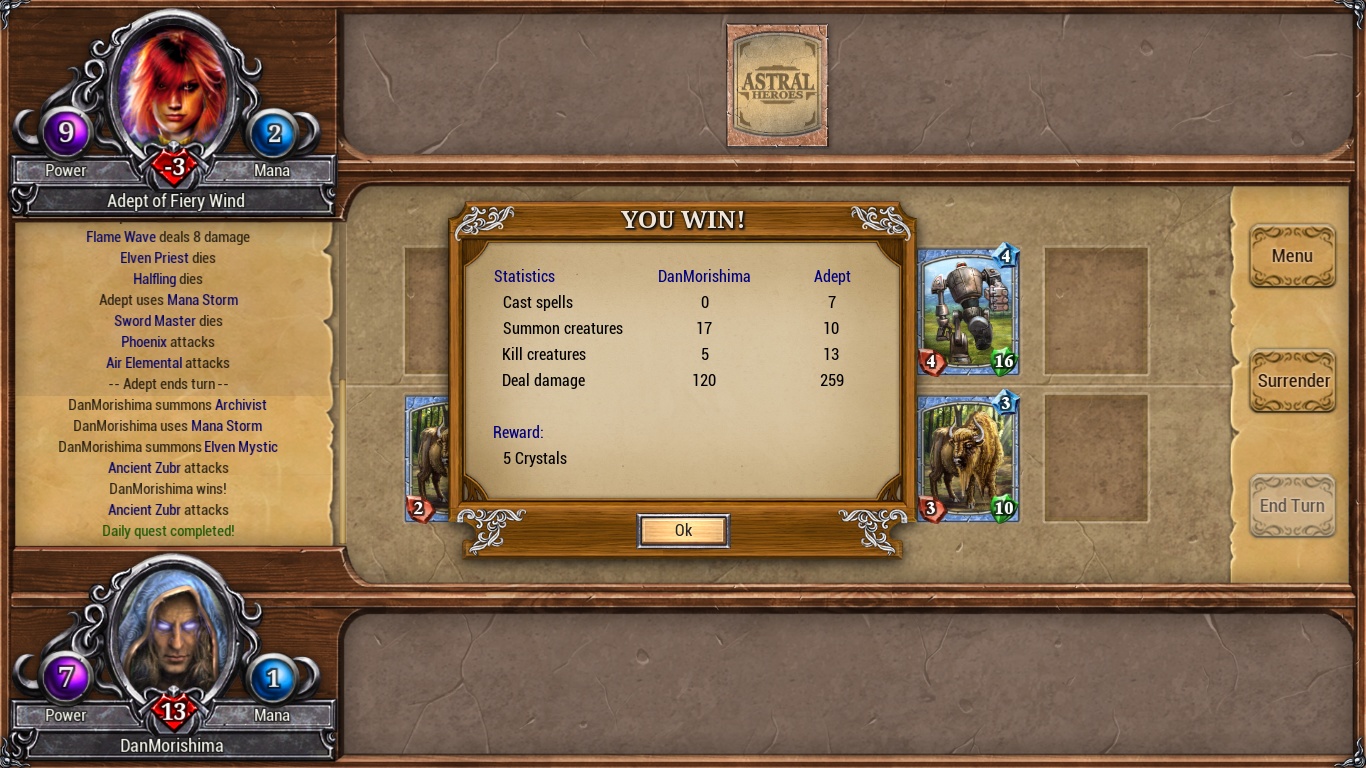 9
Power
-3
2
Mana
Adept of Fiery Wind
ASTRAL
HEROES
Flame Wave deals 8 damage
Elven Priest dies
Halfling dies
Adept uses Mana Storm
Sword Master dies
Phoenix attacks
Air Elemental attacks
-- Adept ends turn --
DanMorishima summons Archivist
DanMorishima uses Mana Storm
DanMorishima summons Elven Mystic
Ancient Zubr attacks
DanMorishima wins!
Ancient Zubr attacks
Daily quest completed!
YOU WIN!
Statistics DanMorishima Adept
Cast spells 0 7
Summon creatures 17 10
Kill creatures 5 13
Deal damage 120 259
Reward:
5 Crystals
Ok
4
4 16
2
3
3 10
Menu
Surrender
End Turn
7
Power
13
1
Mana
DanMorishima